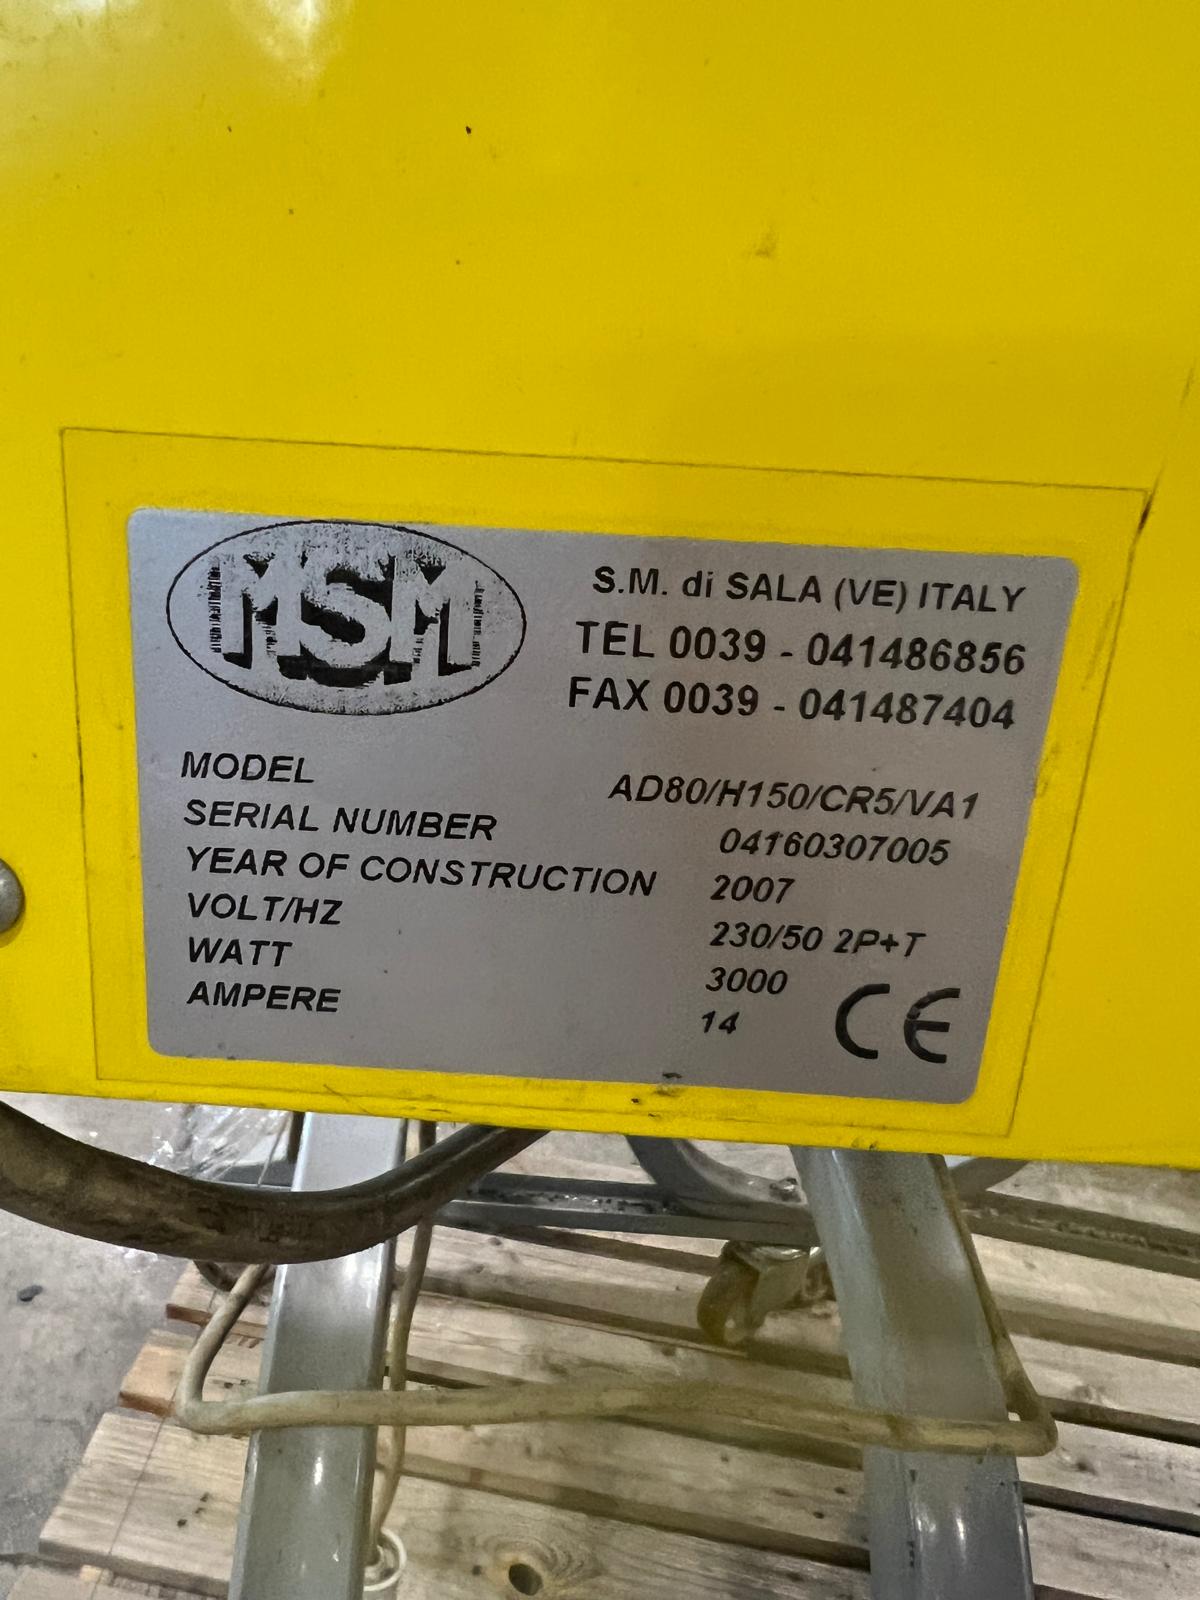 MSM
S.M. di SALA (VE) ITALY
TEL 0039 - 041486856
FAX 0039 - 041487404
MODEL AD80/H150/CR5/VA1
SERIAL NUMBER 04160307005
YEAR OF CONSTRUCTION 2007
VOLT/HZ 230/50 2P+T
WATT 3000
AMPERE 14
CE